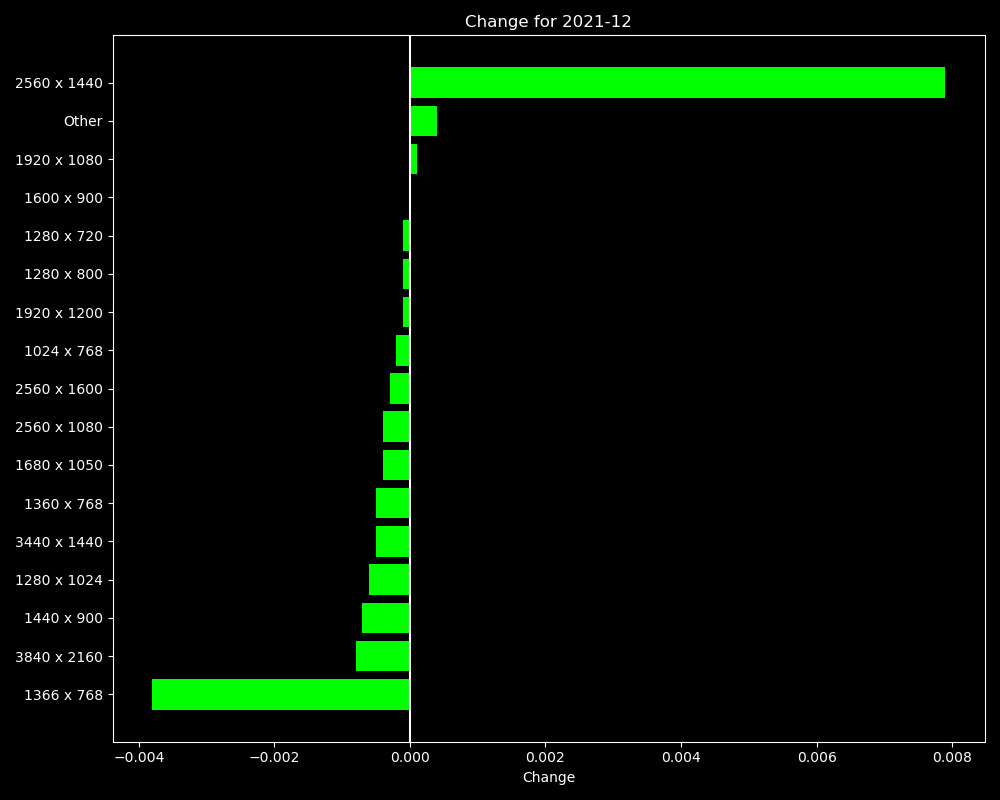 Change for 2021-12
2560 x 1440
Other
1920 x 1080
1600 x 900
1280 x 720
1280 x 800
1920 x 1200
1024 x 768
2560 x 1600
2560 x 1080
1680 x 1050
1360 x 768
3440 x 1440
1280 x 1024
1440 x 900
3840 x 2160
1366 x 768
−0.004 −0.002 0.000 0.002 0.004 0.006 0.008
Change